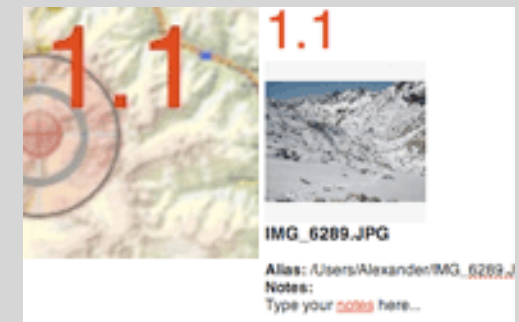 1.1
1.1
IMG_6289.JPG
Alias: /Users/Alexander/IMG_6289.J
Notes:
Type your notes here...